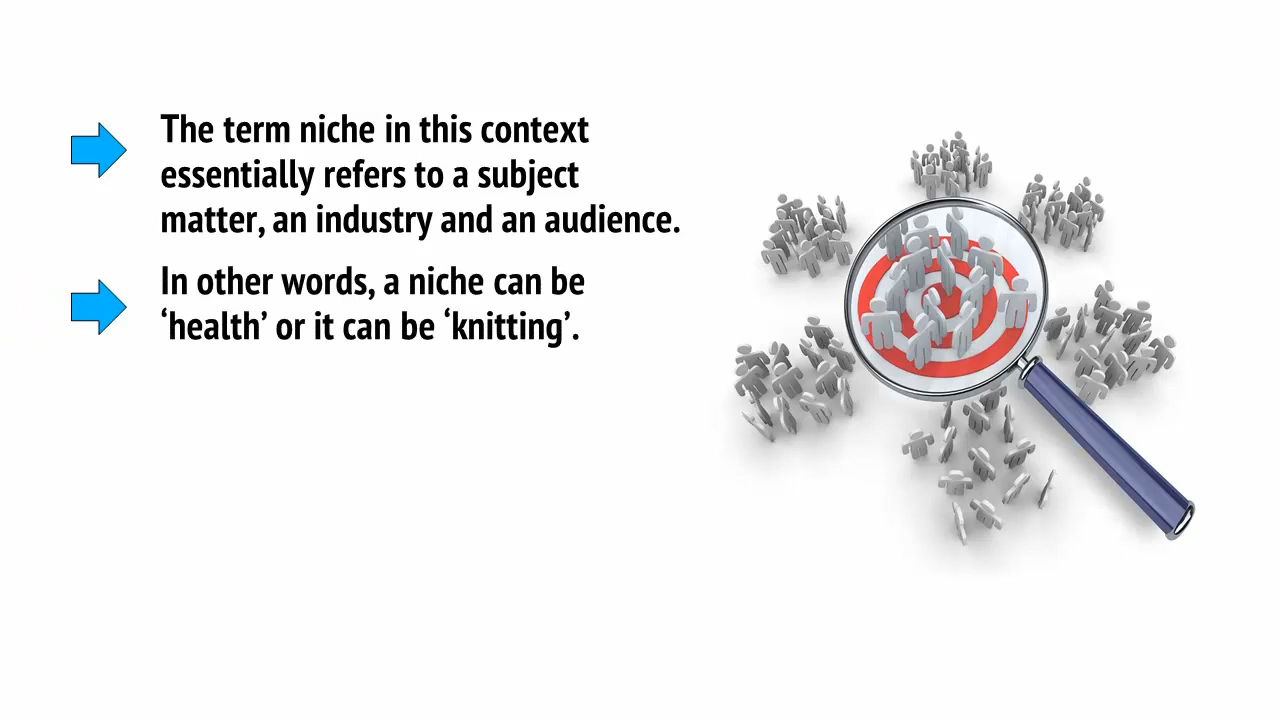 The term niche in this context
essentially refers to a subject
matter, an industry and an audience.
In other words, a niche can be
‘health’ or it can be ‘knitting’.